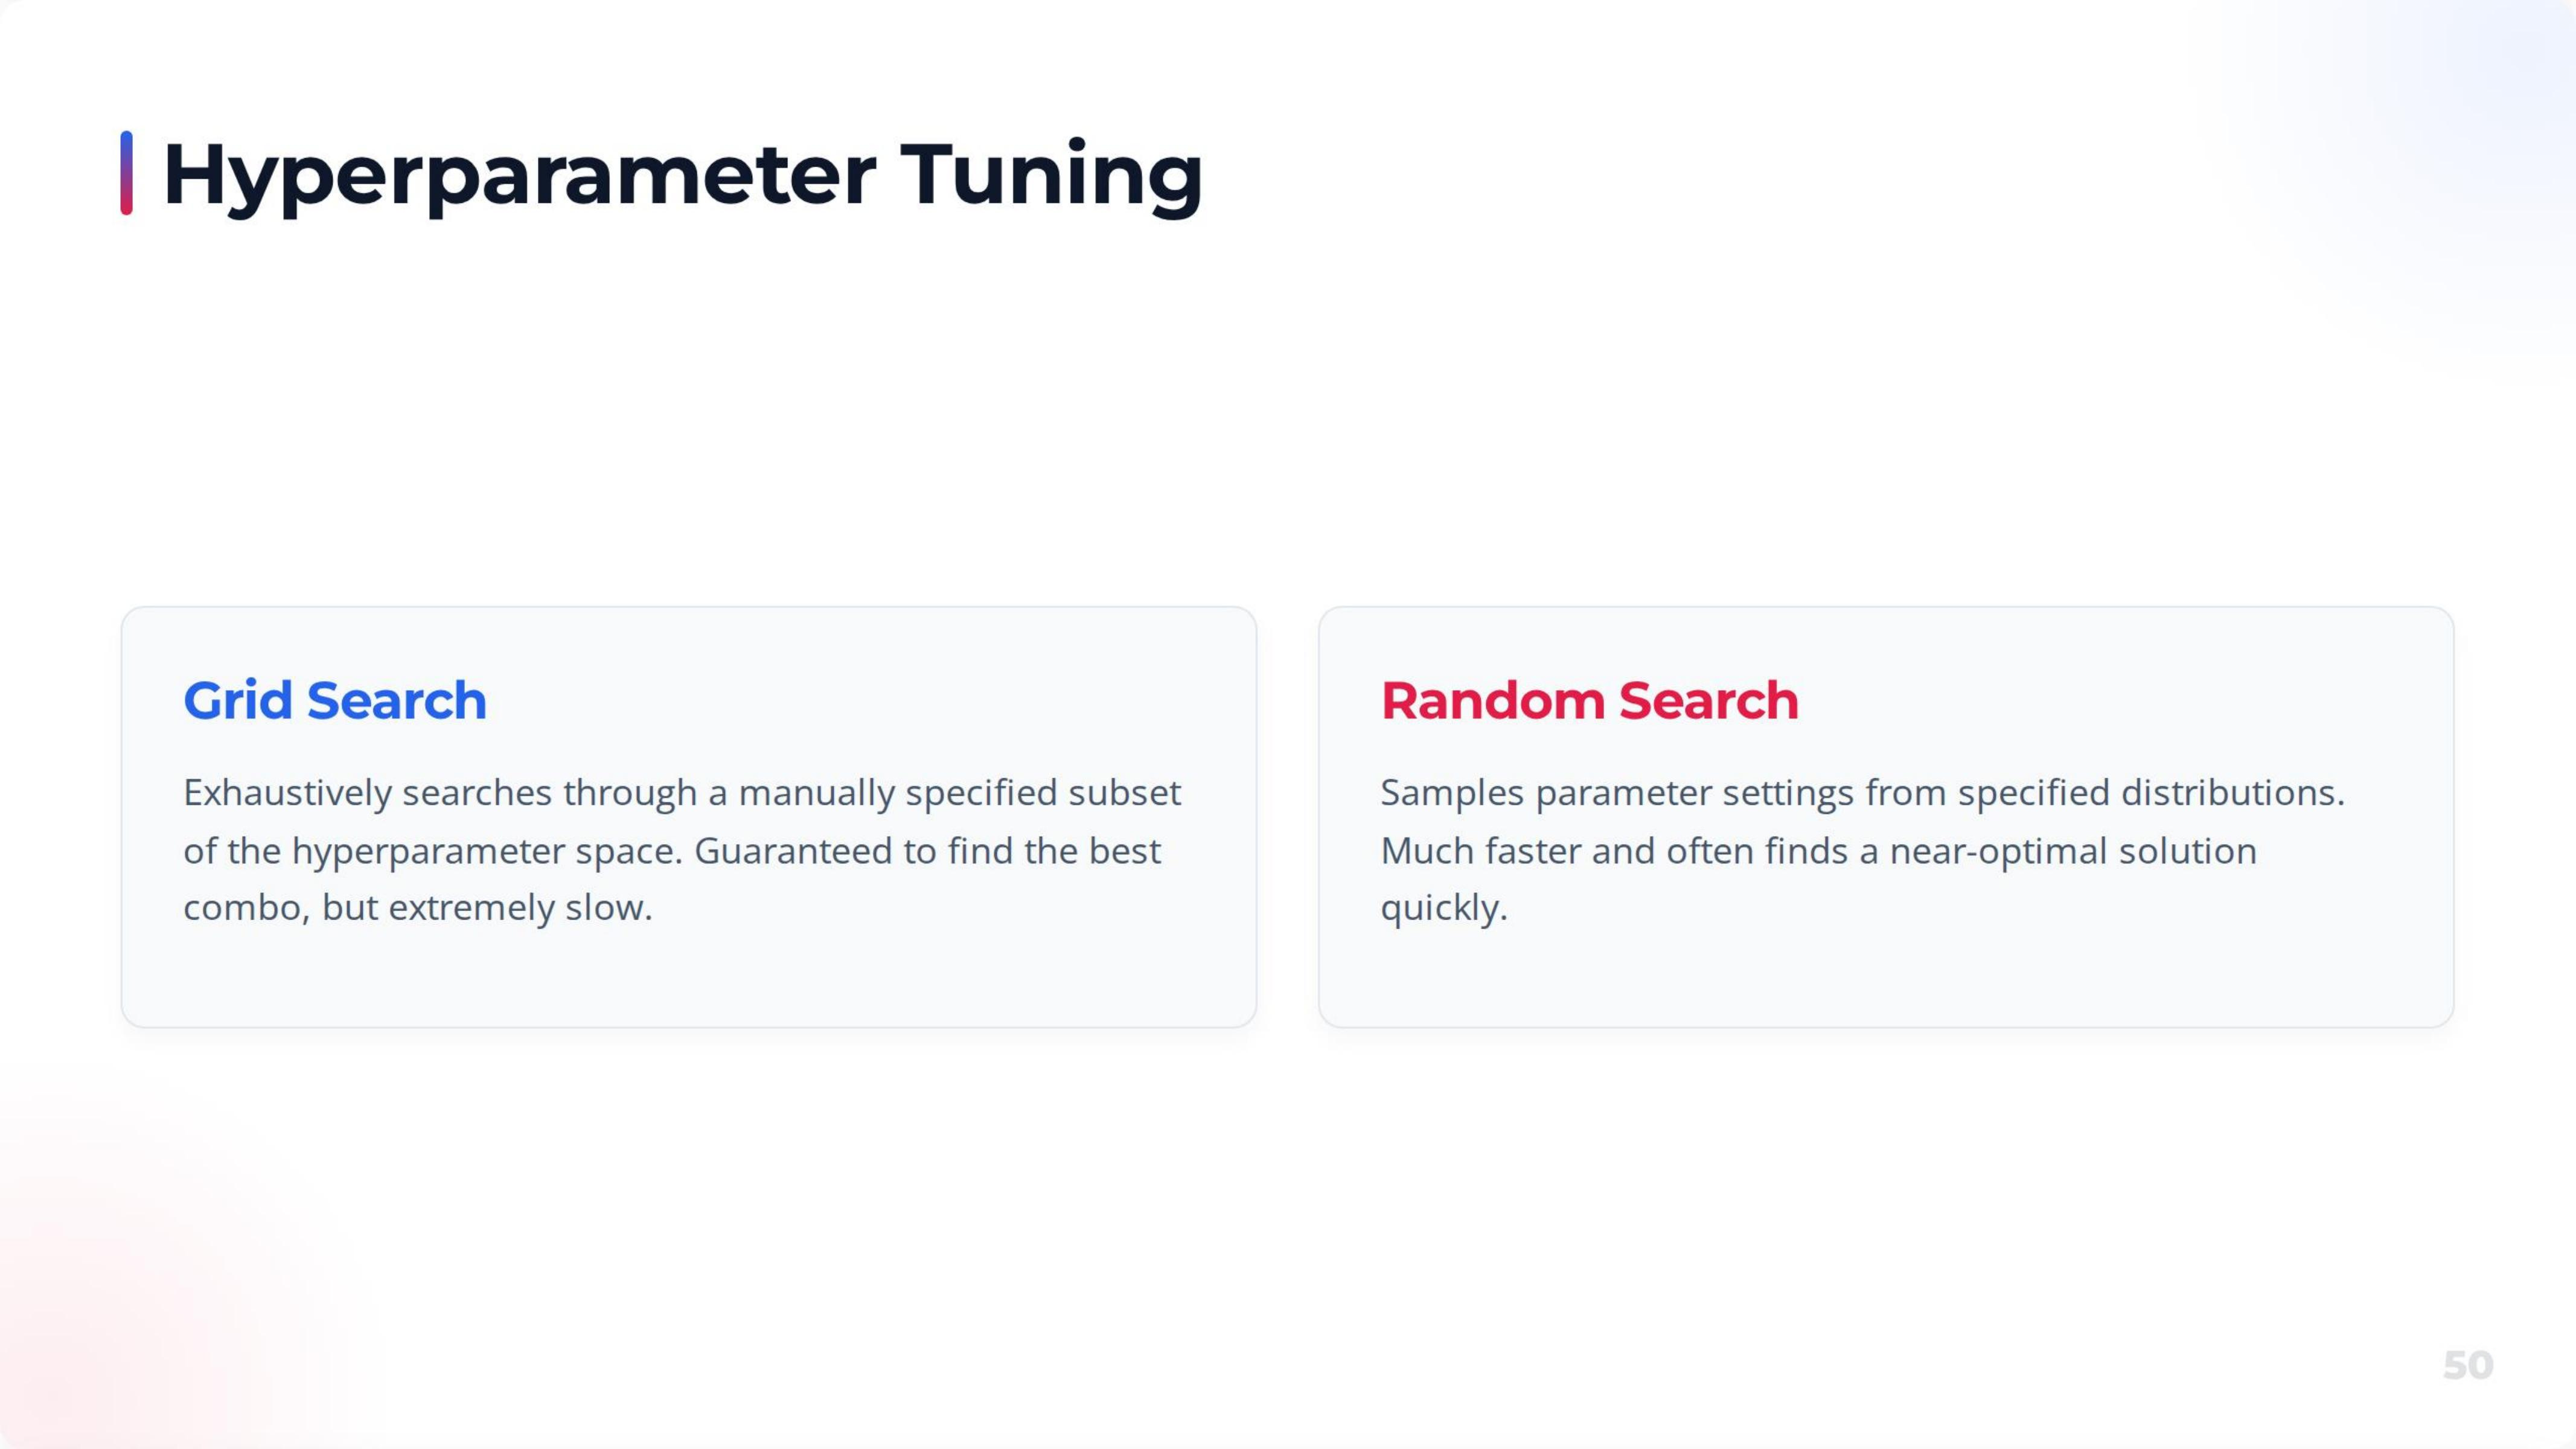 Hyperparameter Tuning
Grid Search
Exhaustively searches through a manually specified subset
of the hyperparameter space. Guaranteed to find the best
combo, but extremely slow.
Random Search
Samples parameter settings from specified distributions.
Much faster and often finds a near-optimal solution
quickly.
50